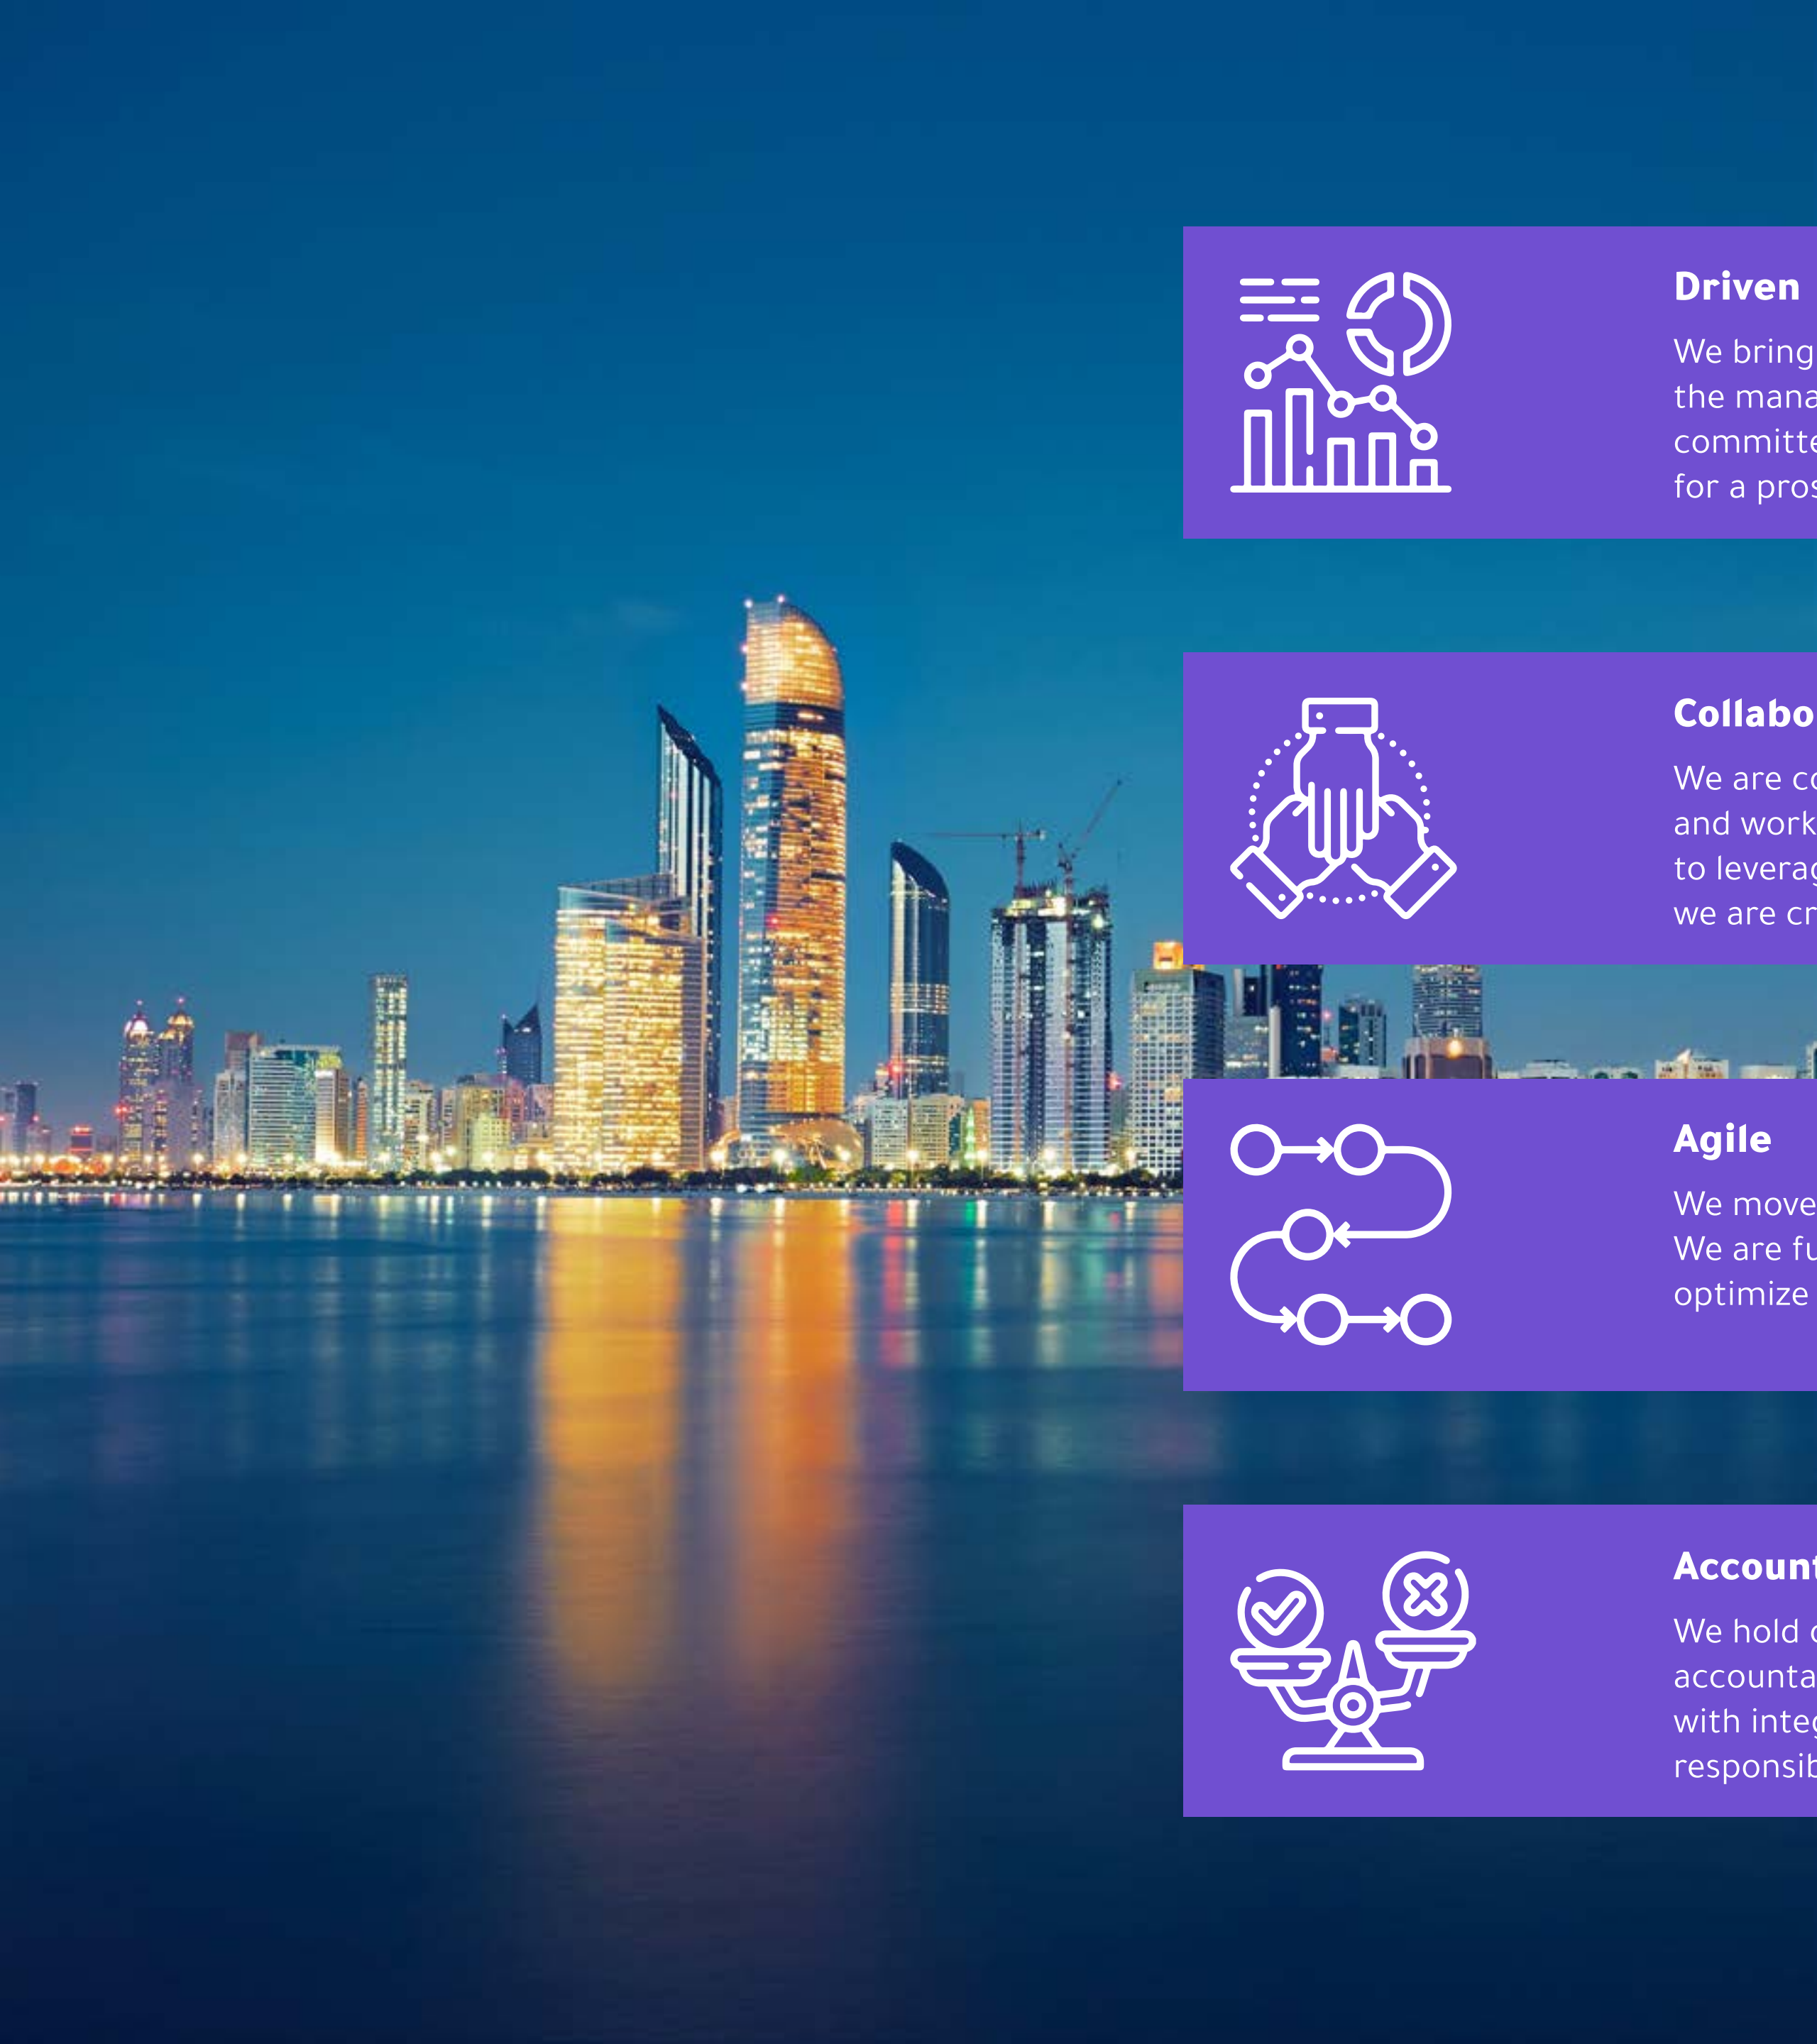 Driven
We bring
the mana
committe
for a pros
Collabo
We are co
and work
to leverag
we are cr
Agile
We move
We are fu
optimize
Account
We hold o
accounta
with integ
responsib